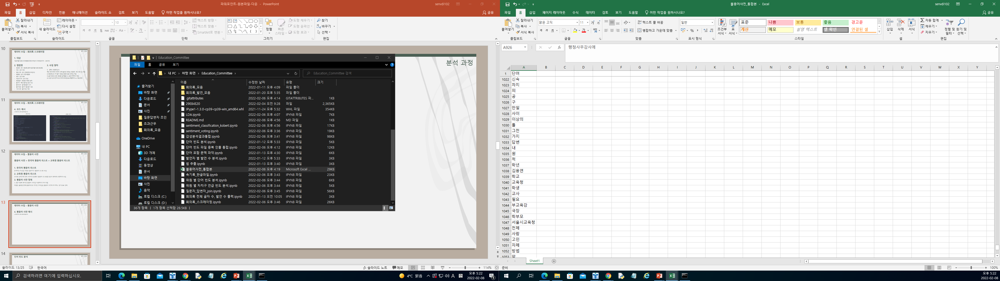 파워포인트-원본파일-다운 - PowerPoint
senvdi102
파일 홈 삽입 디자인 전환 애니메이션 슬라이드 쇼 검토 보기 도움말 어떤 작업을 원하시나요? 공유
붙여넣기 잘라내기 복사 서식 복사
새 슬라이드 레이아웃 다시 설정 구역
텍스트 방향 텍스트 맞춤 SmartArt로 변환
정렬 빠른 스타일 도형 채우기 도형 윤곽선 도형 효과
찾기 바꾸기 선택
클립보드 슬라이드 글꼴 단락 그리기 편집
10
데이터 수집 – 회의록 스크레이핑
1. 대상
3. 수집 절차
11
데이터 수집 – 회의록 스크레이핑
4. 코드 예시
12
데이터 수집 – 불용어 사전
불용어 사전 = 한국어 불용어 리스트 + 교육청 불용어 리스트
1. 한국어 불용어 리스트
2. 교육청 불용어 리스트
3. 불용어 사전 정제
13
데이터 수집 – 불용어 사전
4. 불용어 사전 예시
14
단어 빈도 분석
분석 과정
Education_Committee
파일 홈 공유 보기
내 PC › 바탕 화면 › Education_Committee ›
Education_Committee 검색
즐겨찾기
바탕 화면
다운로드
문서
사진
질문답변자 조인
초과근무
회의록_모음
OneDrive
내 PC
3D 개체
다운로드
동영상
문서
바탕 화면
사진
음악
로컬 디스크 (C:)
로컬 디스크 (D:)
이름 수정한 날짜 유형 크기
회의록_모음 2022-01-11 오후 4:09 파일 폴더
회의록_발언_모음 2022-01-20 오후 5:35 파일 폴더
.gitattributes 2022-02-06 오후 4:14 GITATTRIBUTES 파... 1KB
29E84E20 2022-02-04 오전 9:28 파일 2,365KB
JPype1-1.3.0-cp39-cp39-win_amd64.whl 2021-11-24 오후 5:32 WHL 파일 354KB
LDA.ipynb 2022-02-06 오후 4:07 IPYNB 파일 7KB
README.md 2022-02-06 오후 4:56 MD 파일 1KB
sentiment_classification_kobert.ipynb 2022-02-06 오후 4:56 IPYNB 파일 17KB
sentiment_voting.ipynb 2022-02-06 오후 3:36 IPYNB 파일 19KB
감성분석결과통합.ipynb 2022-02-06 오후 3:41 IPYNB 파일 98KB
단어 빈도 분석.ipynb 2022-01-12 오후 5:33 IPYNB 파일 5KB
단어 빈도 파일 중복 인물 통합.ipynb 2022-02-06 오후 4:12 IPYNB 파일 12KB
단어 포함 문맥 파악.ipynb 2022-01-13 오후 4:30 IPYNB 파일 6KB
발언자 별 발언 수 분석.ipynb 2022-01-12 오후 5:33 IPYNB 파일 3KB
법 추출.ipynb 2022-01-13 오후 3:40 IPYNB 파일 3KB
불용어사전_통합본 2022-02-06 오후 4:19 Microsoft Excel ... 29KB
속기록_한글파일.ipynb 2022-02-06 오후 3:43 IPYNB 파일 23KB
위원 별 단어 빈도 분석.ipynb 2022-02-06 오후 3:44 IPYNB 파일 6KB
위원 별 자치구 언급 빈도 분석.ipynb 2022-02-06 오후 3:44 IPYNB 파일 5KB
질문자_답변자_join.ipynb 2022-02-06 오후 3:45 IPYNB 파일 56KB
회의록 전체 글자 수, 발언 수 출력.ipynb 2022-01-13 오전 10:05 IPYNB 파일 3KB
회의록_스크레이핑.ipynb 2022-02-06 오후 3:46 IPYNB 파일 26KB
36개 항목 1개 항목 선택함 28.5KB
슬라이드 13/25 한국어 슬라이드 노트 메모 114%
검색하려면 여기에 입력하십시오.
4°C 맑음 A 오후 5:22
2022-02-08
불용어사전_통합본 - Excel
senvdi102
파일 홈 삽입 페이지 레이아웃 수식 데이터 검토 보기 도움말 어떤 작업을 원하시나요? 공유
붙여넣기 잘라내기 복사 서식 복사
맑은 고딕 11
텍스트 줄 바꿈 병합하고 가운데 맞춤
일반
조건부 서식 표 서식
표준 나쁨 보통 좋음 경고문
계산 메모 설명 텍스트 셀 확인 연결된 셀
삽입 삭제 서식
자동 합계 채우기 지우기 정렬 및 필터 찾기 및 선택
클립보드 글꼴 맞춤 표시 형식 스타일 셀 편집
A926 행정사무감사에
A B C D E F G H I J K L M N O P Q R S T U V W X Y
1 단어
1022 신속
1023 차지
1024 피
1025 공
1026 구
1027 만일
1028 사이
1029 이상의
1030 틀
1031 그전
1032 가지
1033 답변
1034 내
1035 원
1036 적
1037 학년
1038 김용연
1039 학교
1040 교육청
1041 학생
1042 교사
1043 필요
1044 부교육감
1045 국장
1046 학부모
1047 서울시교육청
1048 전체
1049 사람
1050 고민
1051 자체
1052 방법
1053 앞
Sheet1
준비 100%
오후 5:22
2022-02-08